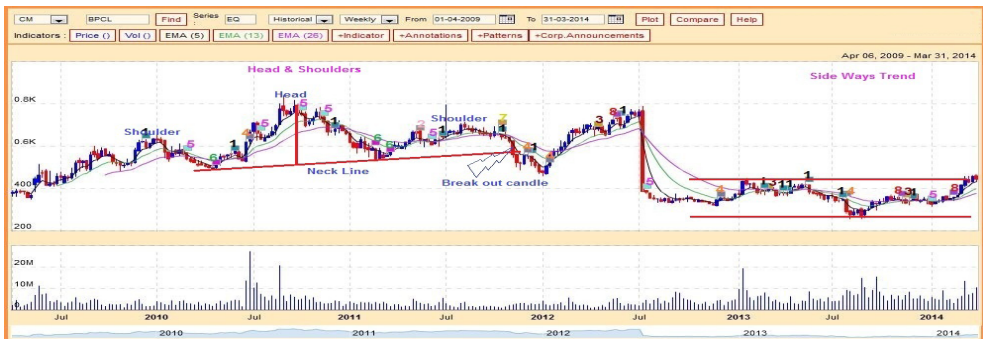 CM BPCL Find Series EQ Historical Weekly From 01-04-2009 To 31-03-2014 Plot Compare Help
Indicators : Price () Vol () EMA (5) EMA (13) EMA (26) +Indicator +Annotations +Patterns +Corp.Announcements
Apr 06, 2009 - Mar 31, 2014
Head & Shoulders
Side Ways Trend
Head
0.8K
Shoulder
Shoulder
0.6K
Neck Line
Break out candle
400
200
20M
10M
0
Jul 2010 Jul 2011 Jul 2012 Jul 2013 Jul 2014
2010 2011 2012 2013 2014